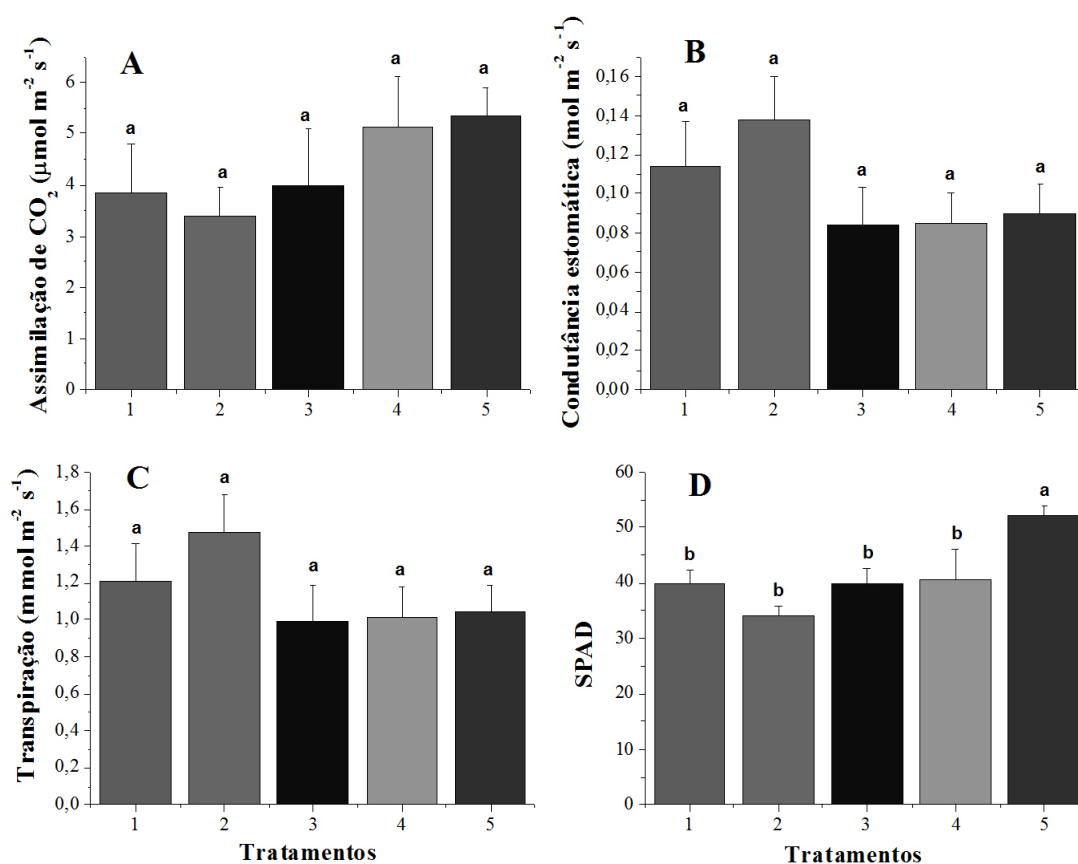 A
Assimilação de CO₂ (μmol m⁻² s⁻¹)
6
5
4
3
2
1
0
a
a
a
a
a
1 2 3 4 5
B
Condutância estomática (mol m⁻² s⁻¹)
0,16
0,14
0,12
0,10
0,08
0,06
0,04
0,02
0,00
a
a
a
a
a
1 2 3 4 5
C
Transpiração (mmol m⁻² s⁻¹)
1,8
1,6
1,4
1,2
1,0
0,8
0,6
0,4
0,2
0,0
a
a
a
a
a
1 2 3 4 5
Tratamentos
D
SPAD
60
50
40
30
20
10
0
b
b
b
b
a
1 2 3 4 5
Tratamentos